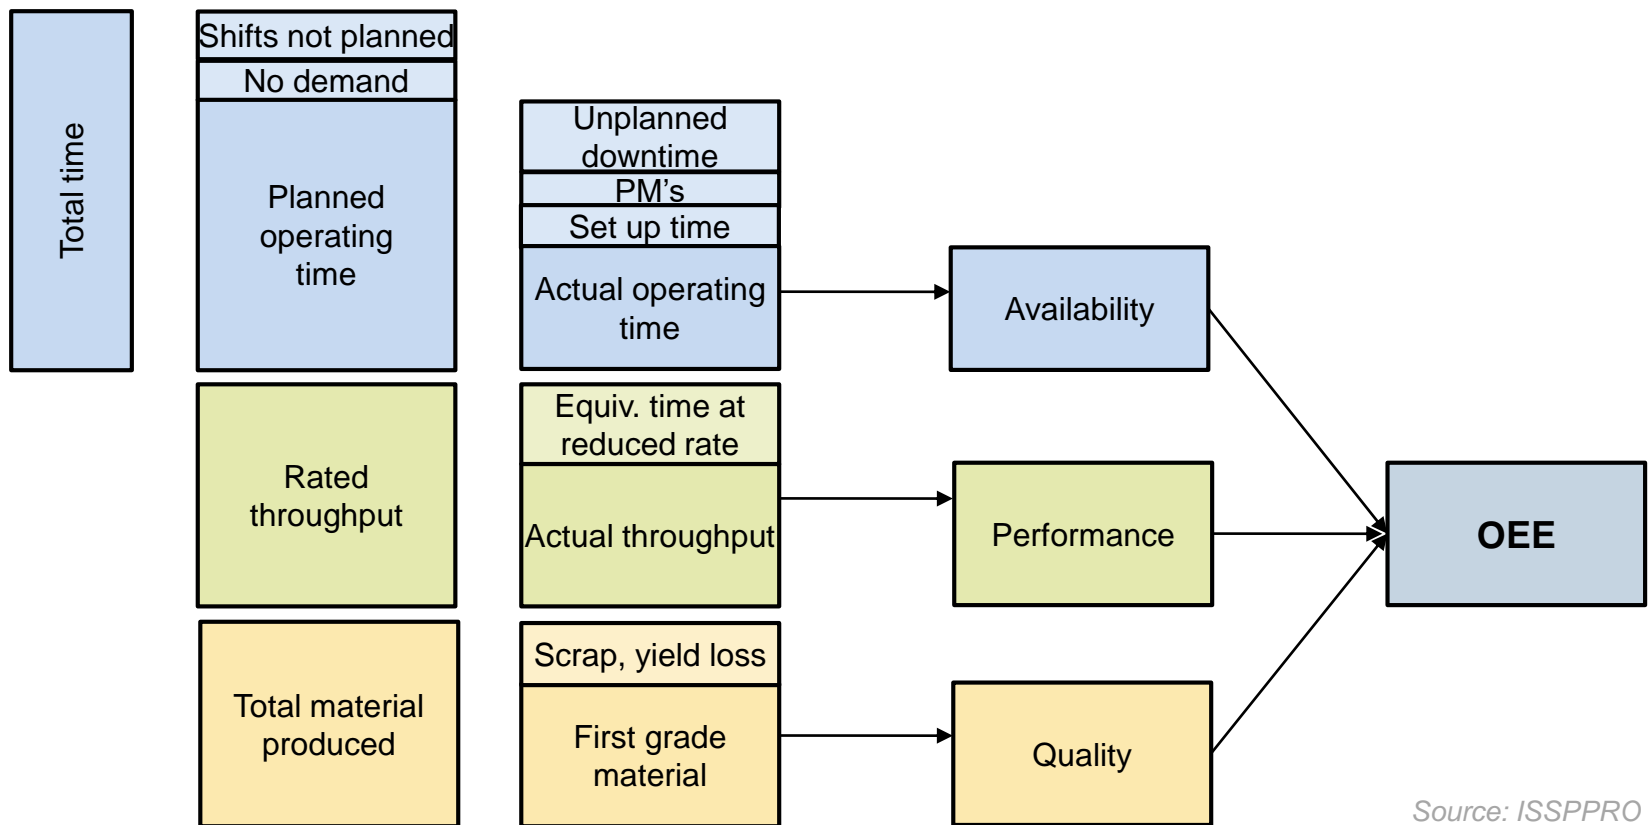 Total time
Shifts not planned
No demand
Planned
operating
time
Unplanned
downtime
PM's
Set up time
Actual operating
time
Availability
Rated
throughput
Equiv. time at
reduced rate
Actual throughput
Performance
OEE
Total material
produced
Scrap, yield loss
First grade
material
Quality
Source: ISSPPRO